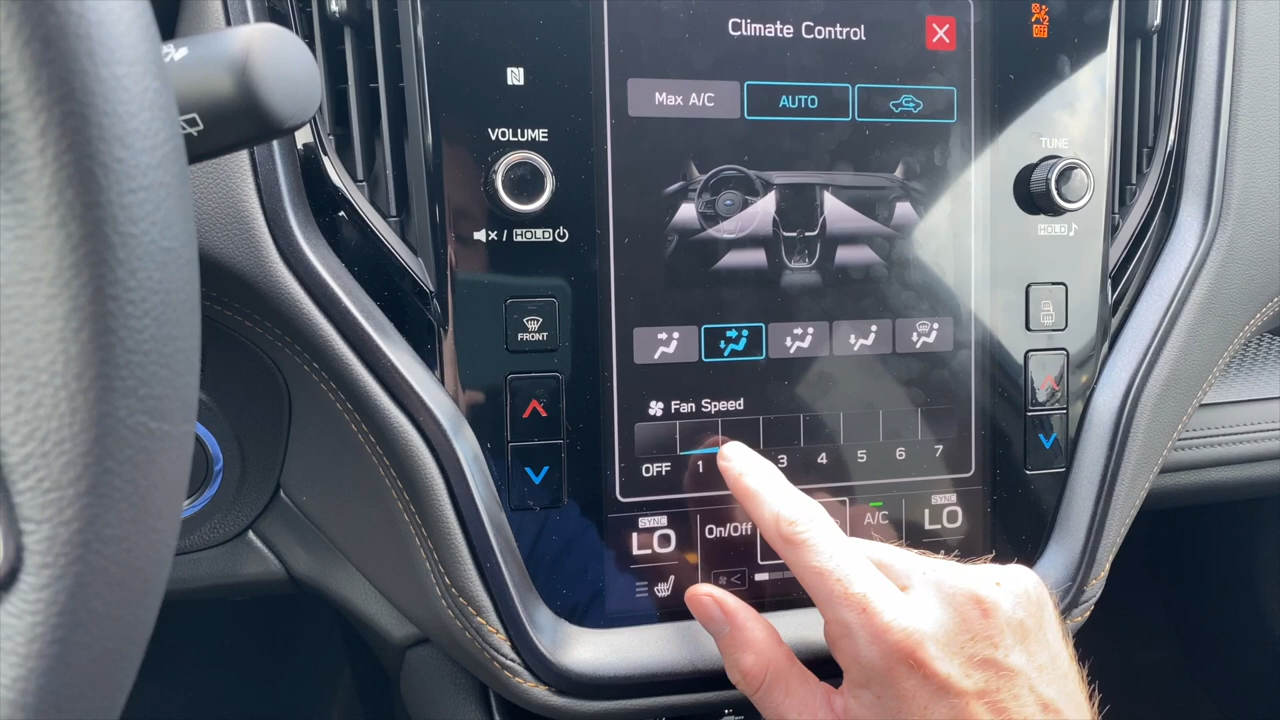 Climate Control
OFF
Max A/C
AUTO
VOLUME
TUNE
/ HOLD
HOLD
FRONT
Fan Speed
OFF 1 3 4 5 6 7
SYNC
LO
On/Off
A/C
SYNC
LO